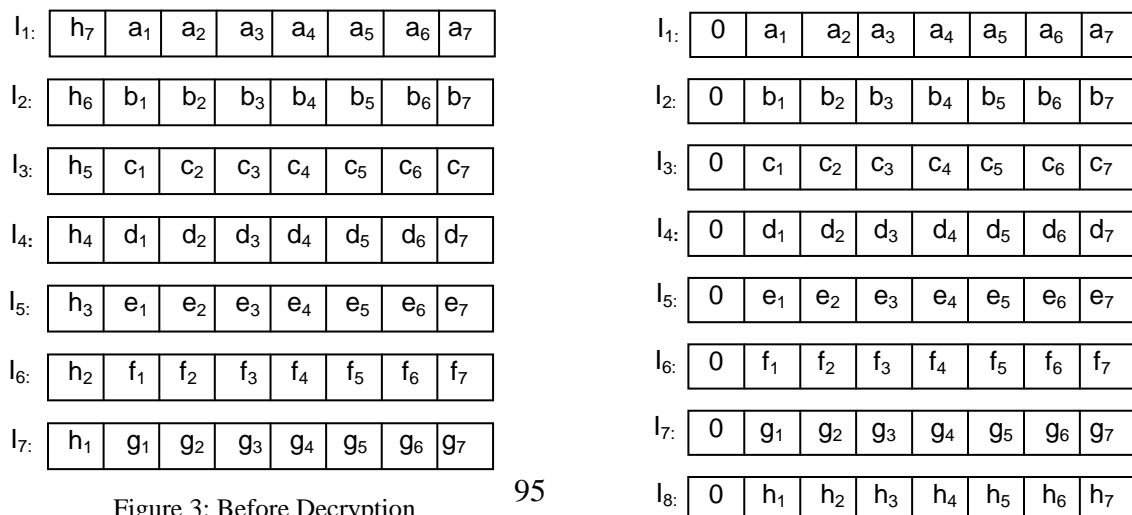 I₁: h₇ a₁ a₂ a₃ a₄ a₅ a₆ a₇
I₂: h₆ b₁ b₂ b₃ b₄ b₅ b₆ b₇
I₃: h₅ c₁ c₂ c₃ c₄ c₅ c₆ c₇
I₄: h₄ d₁ d₂ d₃ d₄ d₅ d₆ d₇
I₅: h₃ e₁ e₂ e₃ e₄ e₅ e₆ e₇
I₆: h₂ f₁ f₂ f₃ f₄ f₅ f₆ f₇
I₇: h₁ g₁ g₂ g₃ g₄ g₅ g₆ g₇
Figure 3: Before Decryption
95
I₁: 0 a₁ a₂ a₃ a₄ a₅ a₆ a₇
I₂: 0 b₁ b₂ b₃ b₄ b₅ b₆ b₇
I₃: 0 c₁ c₂ c₃ c₄ c₅ c₆ c₇
I₄: 0 d₁ d₂ d₃ d₄ d₅ d₆ d₇
I₅: 0 e₁ e₂ e₃ e₄ e₅ e₆ e₇
I₆: 0 f₁ f₂ f₃ f₄ f₅ f₆ f₇
I₇: 0 g₁ g₂ g₃ g₄ g₅ g₆ g₇
I₈: 0 h₁ h₂ h₃ h₄ h₅ h₆ h₇